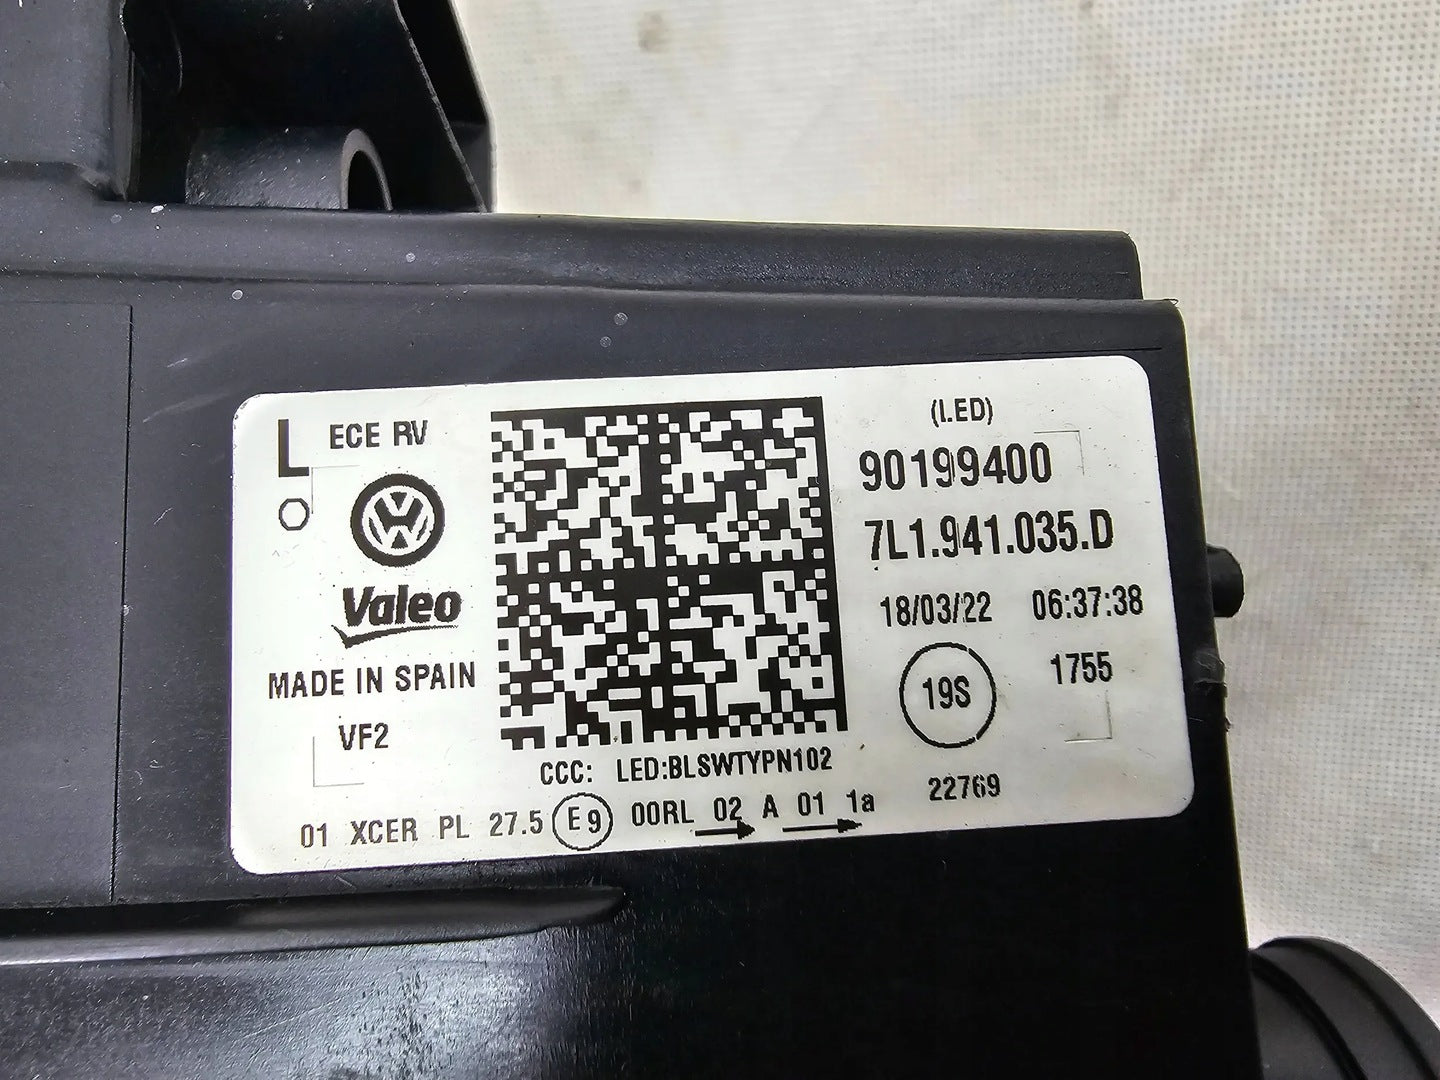 L ECE RV
(LED)
90199400
7L1.941.035.D
Valeo
18/03/22 06:37:38
MADE IN SPAIN
19S
1755
VF2
CCC: LED:BLSWTYPN102
22769
01 XCER PL 27.5 E9 00RL 02 A 01 1a